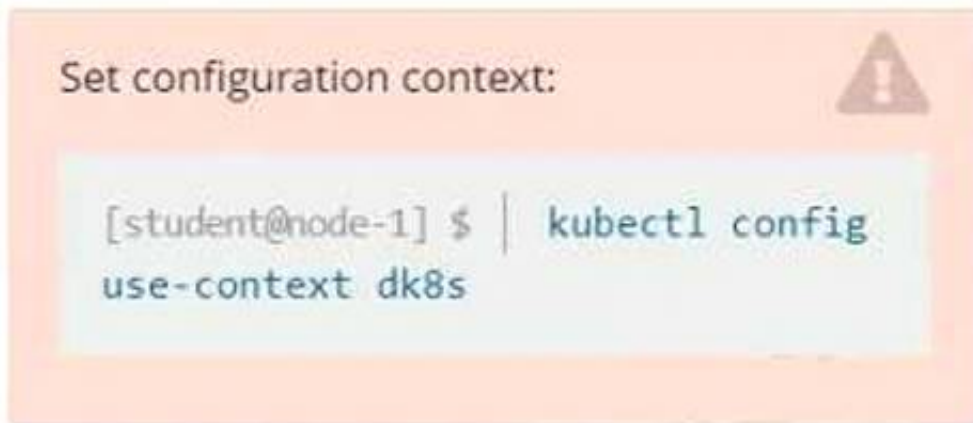 Set configuration context:
[student@node-1] $ | kubectl config
use-context dk8s